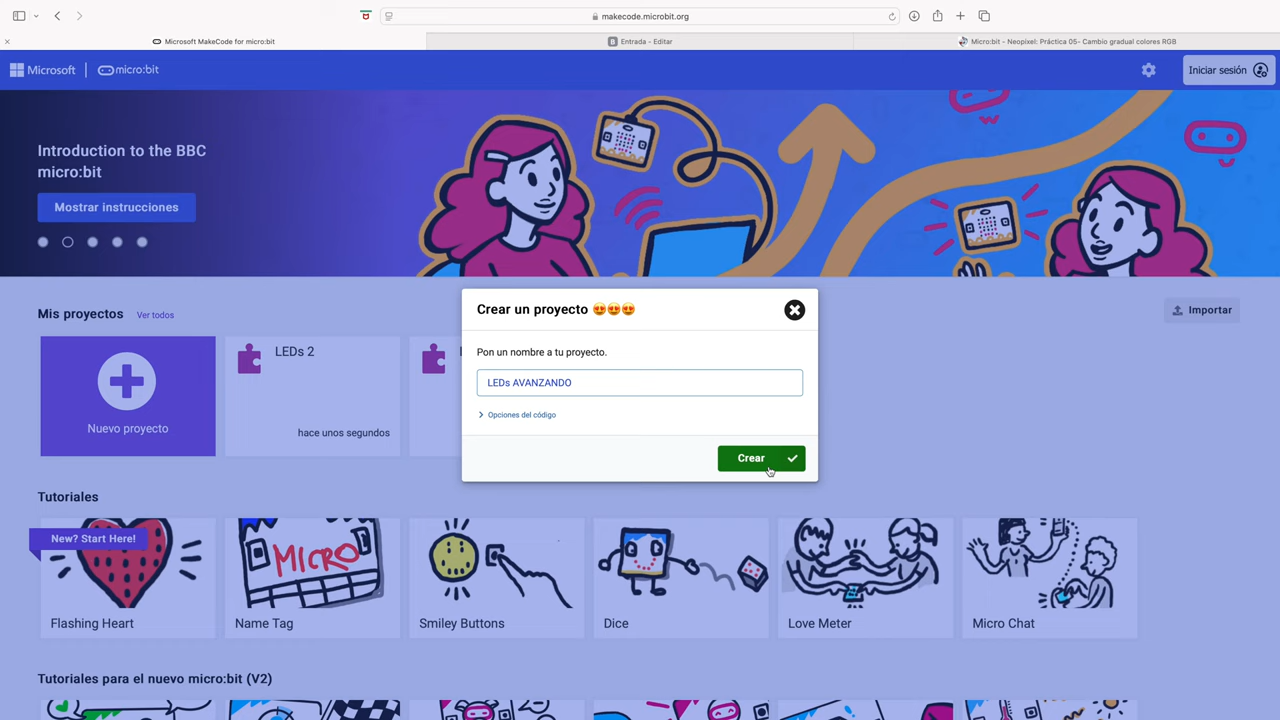 makecode.microbit.org
Microsoft MakeCode for micro:bit
Entrada - Editar
Micro:bit - Neopixel: Práctica 05- Cambio gradual colores RGB
Microsoft
micro:bit
Iniciar sesión
Introduction to the BBC
micro:bit
Mostrar instrucciones
Mis proyectos
Ver todos
Importar
Nuevo proyecto
LEDs 2
hace unos segundos
Crear un proyecto 😍😍😍
Pon un nombre a tu proyecto.
LEDs AVANZANDO
Opciones del código
Crear
Tutoriales
New? Start Here!
MICRO
Flashing Heart
Name Tag
Smiley Buttons
Dice
Love Meter
Micro Chat
Tutoriales para el nuevo micro:bit (V2)